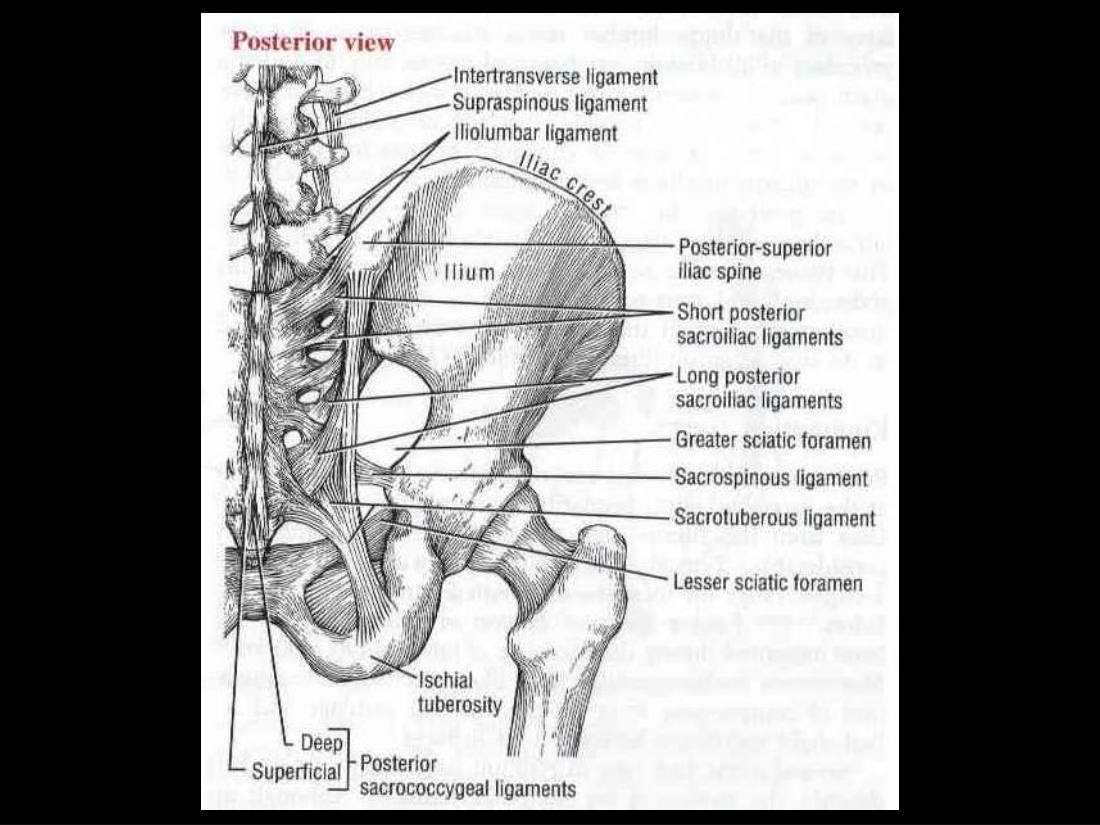 Posterior view
Intertransverse ligament
Supraspinous ligament
Iliolumbar ligament
Iliac crest
Posterior-superior
iliac spine
Ilium
Short posterior
sacroiliac ligaments
Long posterior
sacroiliac ligaments
Greater sciatic foramen
Sacrospinous ligament
Sacrotuberous ligament
Lesser sciatic foramen
Ischial
tuberosity
Deep
Superficial
Posterior
sacrococcygeal ligaments